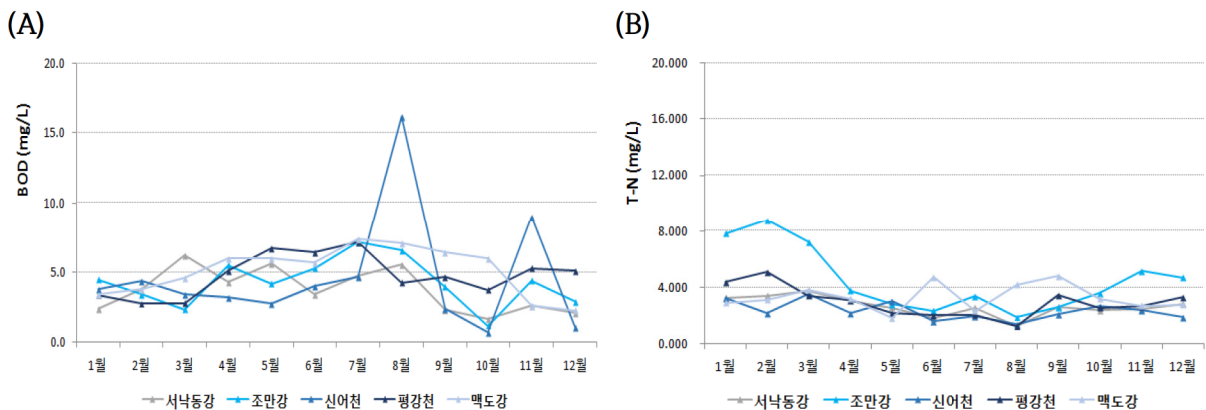 (A)
BOD (mg/L)
20.0
15.0
10.0
5.0
0.0
1월 2월 3월 4월 5월 6월 7월 8월 9월 10월 11월 12월
서낙동강 조만강 신어천 평강천 맥도강
(B)
T-N (mg/L)
20.000
16.000
12.000
8.000
4.000
0.000
1월 2월 3월 4월 5월 6월 7월 8월 9월 10월 11월 12월
서낙동강 조만강 신어천 평강천 맥도강